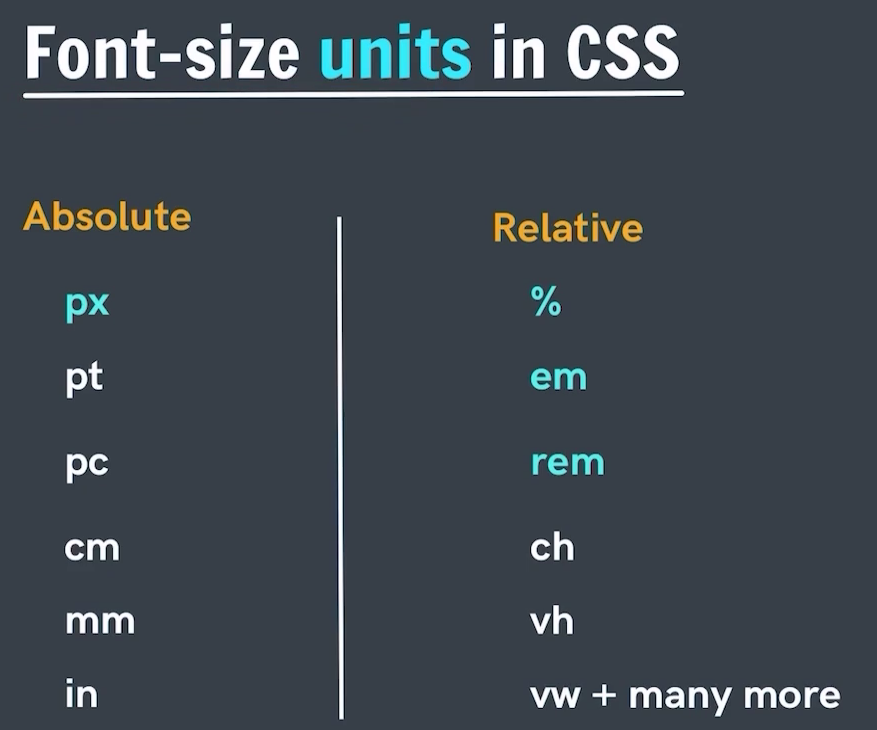 Font-size units in CSS
Absolute
px
pt
pc
cm
mm
in
Relative
%
em
rem
ch
vh
vw + many more